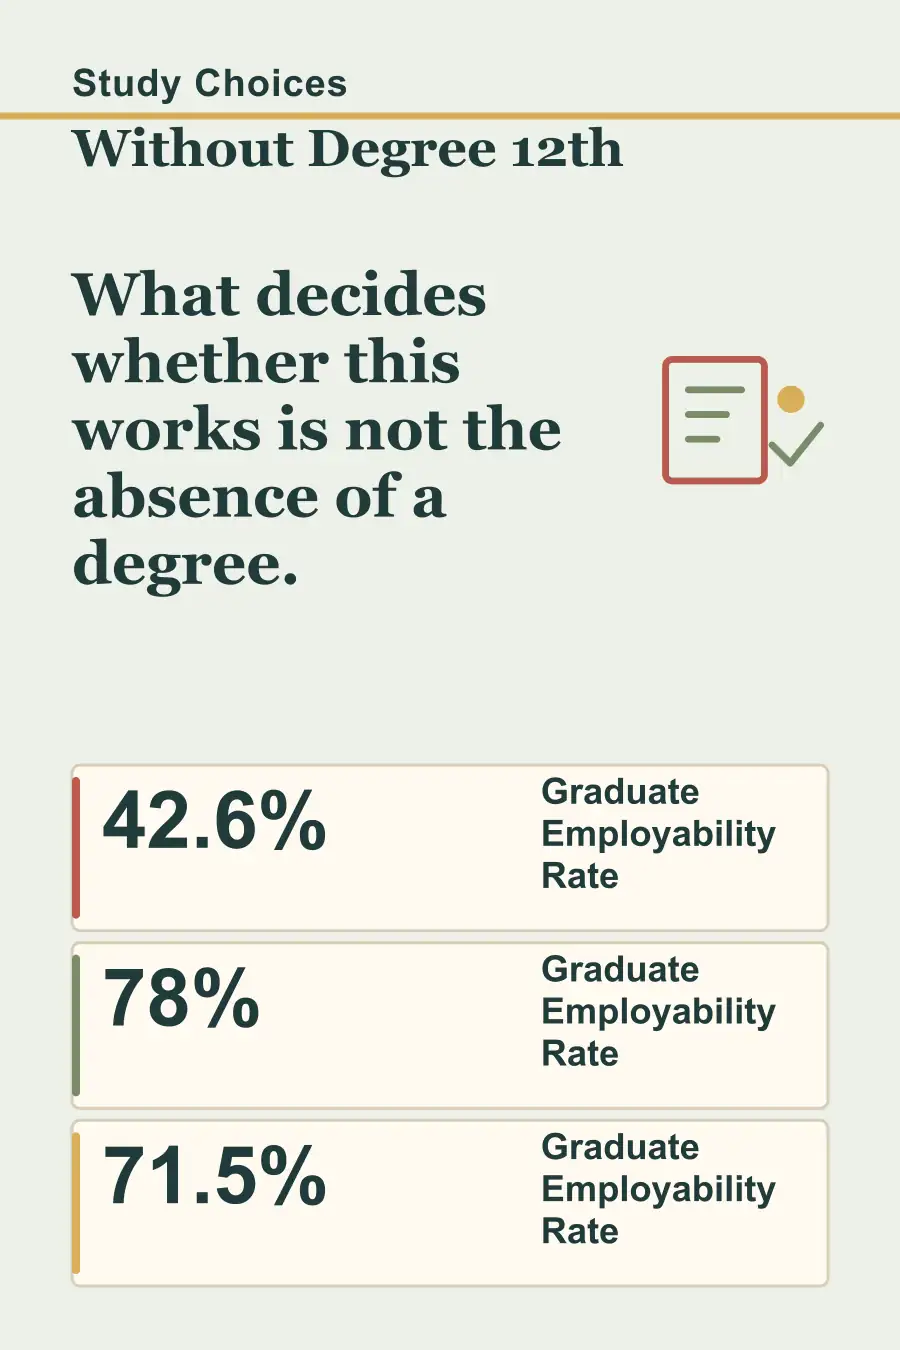 Study Choices
Without Degree 12th
What decides
whether this
works is not the
absence of a
degree.
42.6%
Graduate
Employability
Rate
78%
Graduate
Employability
Rate
71.5%
Graduate
Employability
Rate